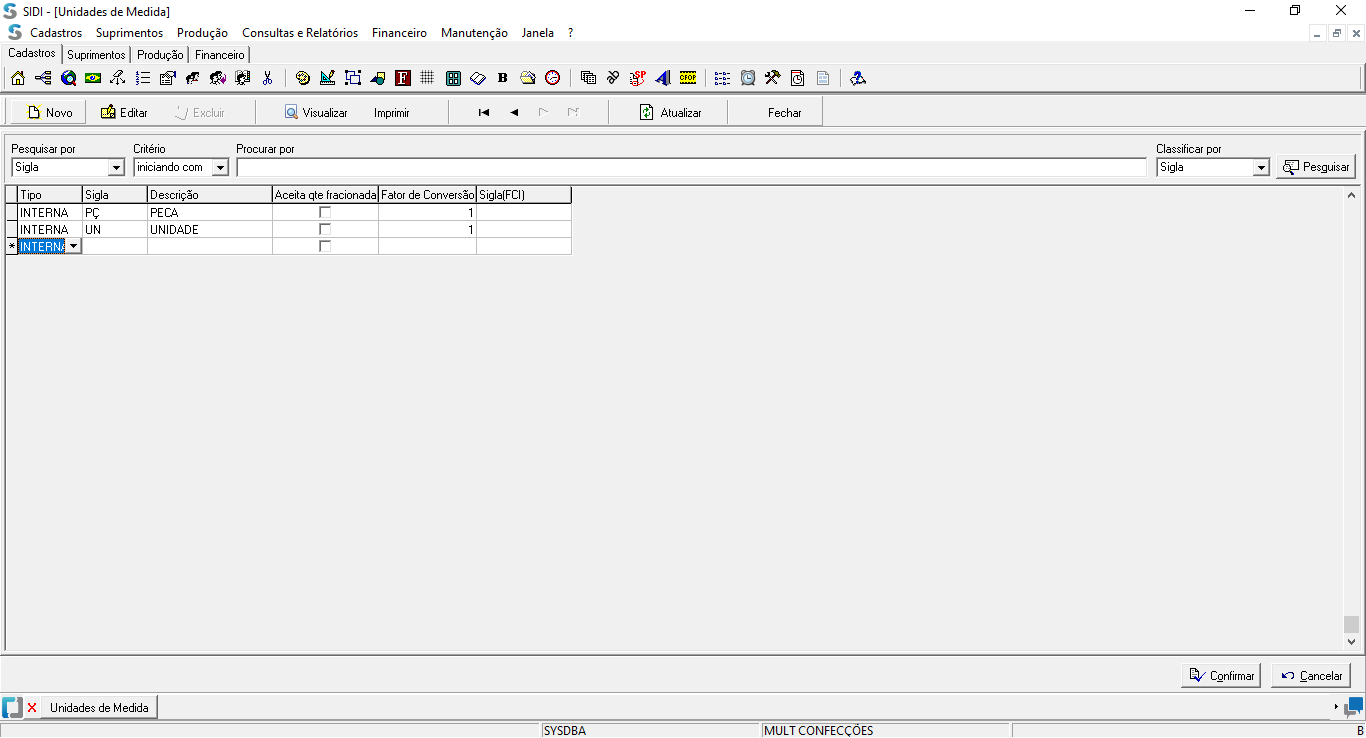 SIDI - [Unidades de Medida]
Cadastros Suprimentos Produção Consultas e Relatórios Financeiro Manutenção Janela ?
Cadastros Suprimentos Produção Financeiro
F B SP CFOP
Novo Editar Excluir Visualizar Imprimir Atualizar Fechar
Pesquisar por Critério Procurar por Classificar por
Sigla iniciando com Sigla Pesquisar
Tipo Sigla Descrição Aceita qte fracionada Fator de Conversão Sigla(FCI)
INTERNA PÇ PECA 1
INTERNA UN UNIDADE 1
* INTERNA
Confirmar Cancelar
Unidades de Medida
SYSDBA MULT CONFECÇÕES B